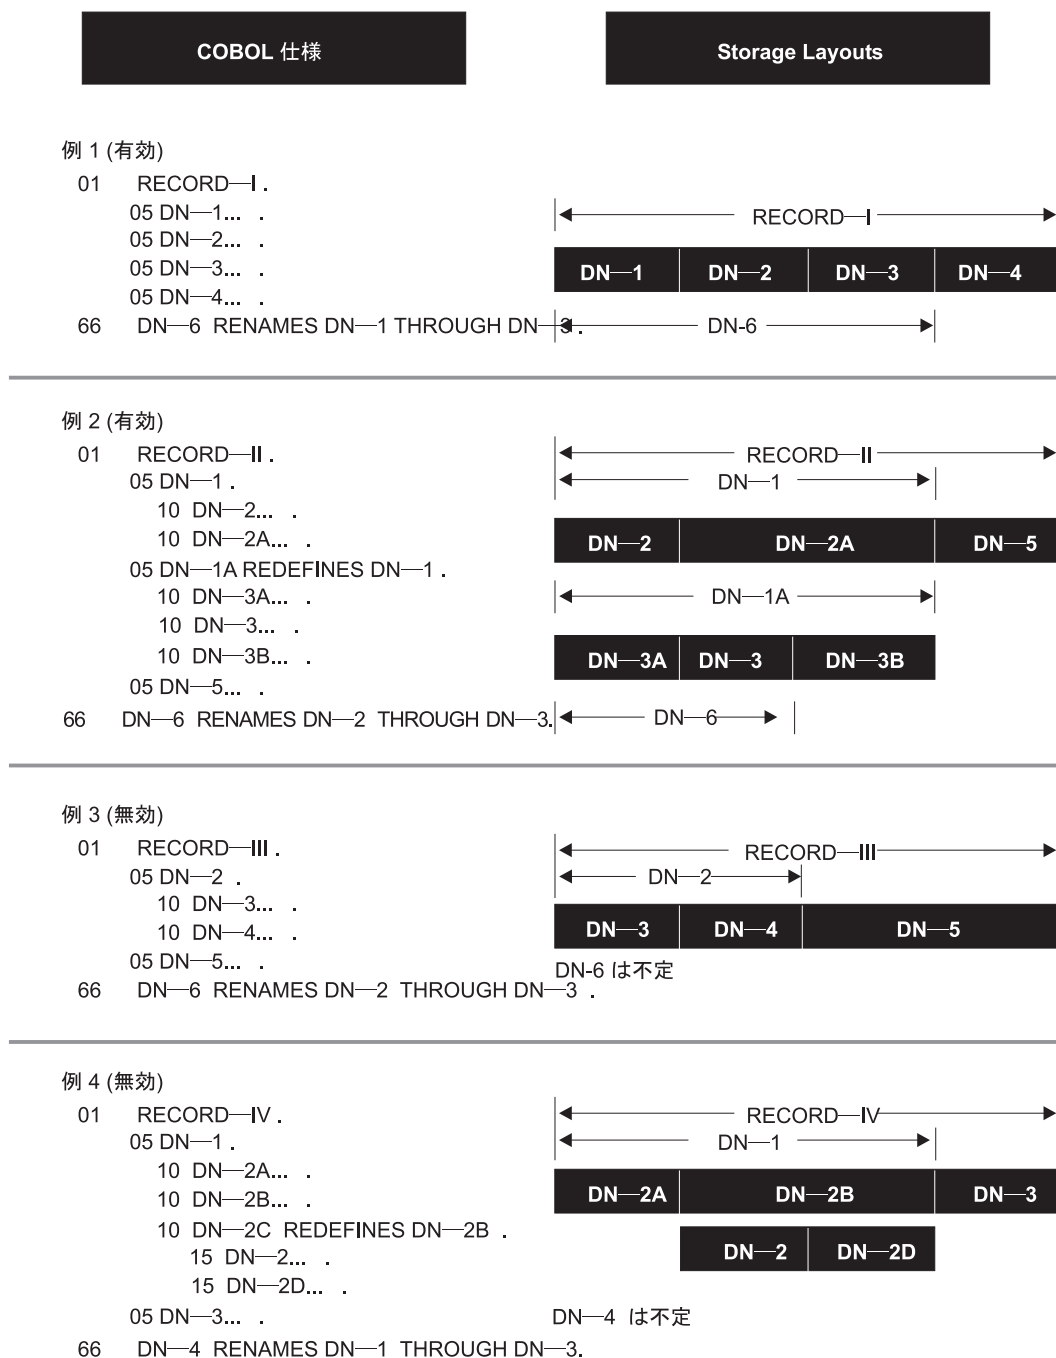 COBOL 仕様
Storage Layouts
例 1 (有効)
01 RECORD—I .
05 DN—1... .
05 DN—2... .
05 DN—3... .
05 DN—4... .
66 DN—6 RENAMES DN—1 THROUGH DN—3 .
RECORD—I
DN—1 DN—2 DN—3 DN—4
DN-6
例 2 (有効)
01 RECORD—II .
05 DN—1 .
10 DN—2... .
10 DN—2A... .
05 DN—1A REDEFINES DN—1 .
10 DN—3A... .
10 DN—3... .
10 DN—3B... .
05 DN—5... .
66 DN—6 RENAMES DN—2 THROUGH DN—3.
RECORD—II
DN—1
DN—2 DN—2A DN—5
DN—1A
DN—3A DN—3 DN—3B
DN—6
例 3 (無効)
01 RECORD—III .
05 DN—2 .
10 DN—3... .
10 DN—4... .
05 DN—5... .
66 DN—6 RENAMES DN—2 THROUGH DN—3 .
RECORD—III
DN—2
DN—3 DN—4 DN—5
DN-6 は不定
例 4 (無効)
01 RECORD—IV .
05 DN—1 .
10 DN—2A... .
10 DN—2B... .
10 DN—2C REDEFINES DN—2B .
15 DN—2... .
15 DN—2D... .
05 DN—3... .
66 DN—4 RENAMES DN—1 THROUGH DN—3.
RECORD—IV
DN—1
DN—2A DN—2B DN—3
DN—2 DN—2D
DN—4 は不定